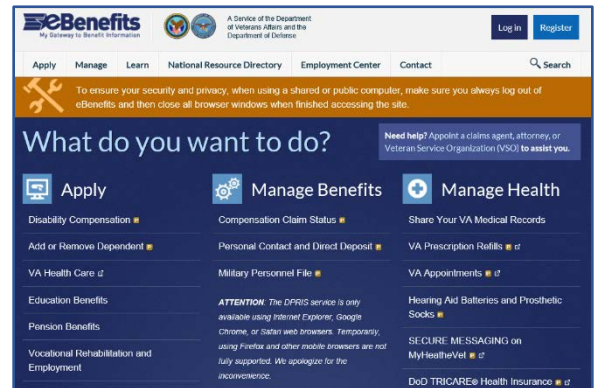 eBenefits
My Gateway to Benefit Information
A Service of the Department
of Veterans Affairs and the
Department of Defense
Log in
Register
Apply
Manage
Learn
National Resource Directory
Employment Center
Contact
Search
To ensure your security and privacy, when using a shared or public computer, make sure you always log out of
eBenefits and then close all browser windows when finished accessing the site.
What do you want to do?
Need help? Appoint a claims agent, attorney, or
Veteran Service Organization (VSO) to assist you.
Apply
Disability Compensation
Add or Remove Dependent
VA Health Care
Education Benefits
Pension Benefits
Vocational Rehabilitation and
Employment
Manage Benefits
Compensation Claim Status
Personal Contact and Direct Deposit
Military Personnel File
ATTENTION: The DPRIS service is only
available using Internet Explorer, Google
Chrome, or Safari web browsers. Temporarily,
using Firefox and other mobile browsers are not
fully supported. We apologize for the
inconvenience.
Manage Health
Share Your VA Medical Records
VA Prescription Refills
VA Appointments
Hearing Aid Batteries and Prosthetic
Socks
SECURE MESSAGING on
MyHeatheVet
DoD TRICARE® Health Insurance